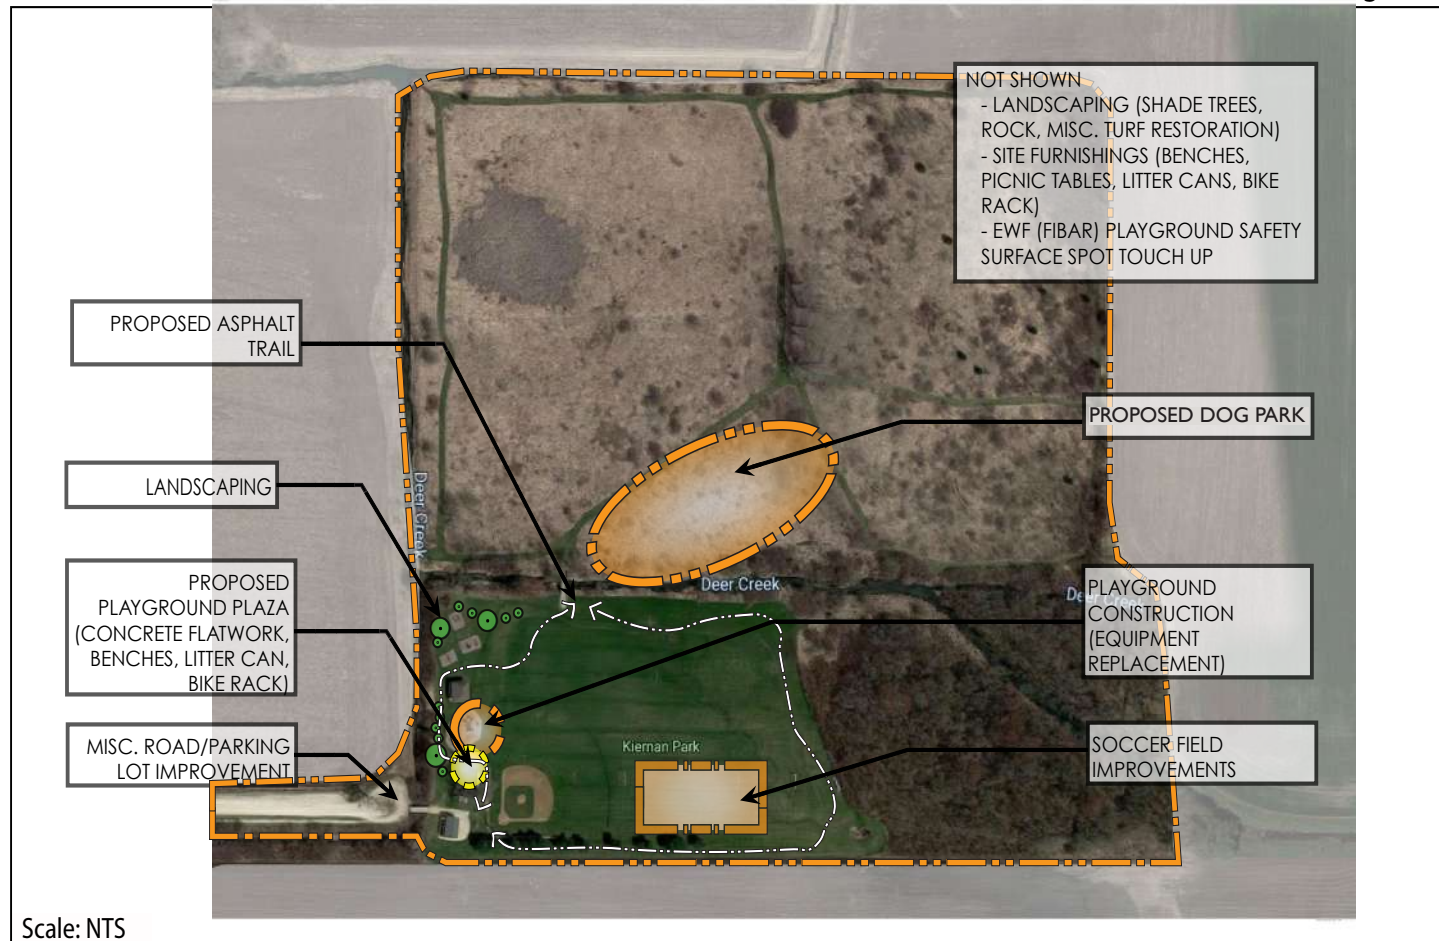 NOT SHOWN
- LANDSCAPING (SHADE TREES,
ROCK, MISC. TURF RESTORATION)
- SITE FURNISHINGS (BENCHES,
PICNIC TABLES, LITTER CANS, BIKE
RACK)
- EWF (FIBAR) PLAYGROUND SAFETY
SURFACE SPOT TOUCH UP
PROPOSED ASPHALT
TRAIL
PROPOSED DOG PARK
LANDSCAPING
Deer Creek
PROPOSED
PLAYGROUND PLAZA
(CONCRETE FLATWORK,
BENCHES, LITTER CAN,
BIKE RACK)
Deer Creek
Deer Creek
PLAYGROUND
CONSTRUCTION
(EQUIPMENT
REPLACEMENT)
MISC. ROAD/PARKING
LOT IMPROVEMENT
Kiernan Park
SOCCER FIELD
IMPROVEMENTS
Scale: NTS